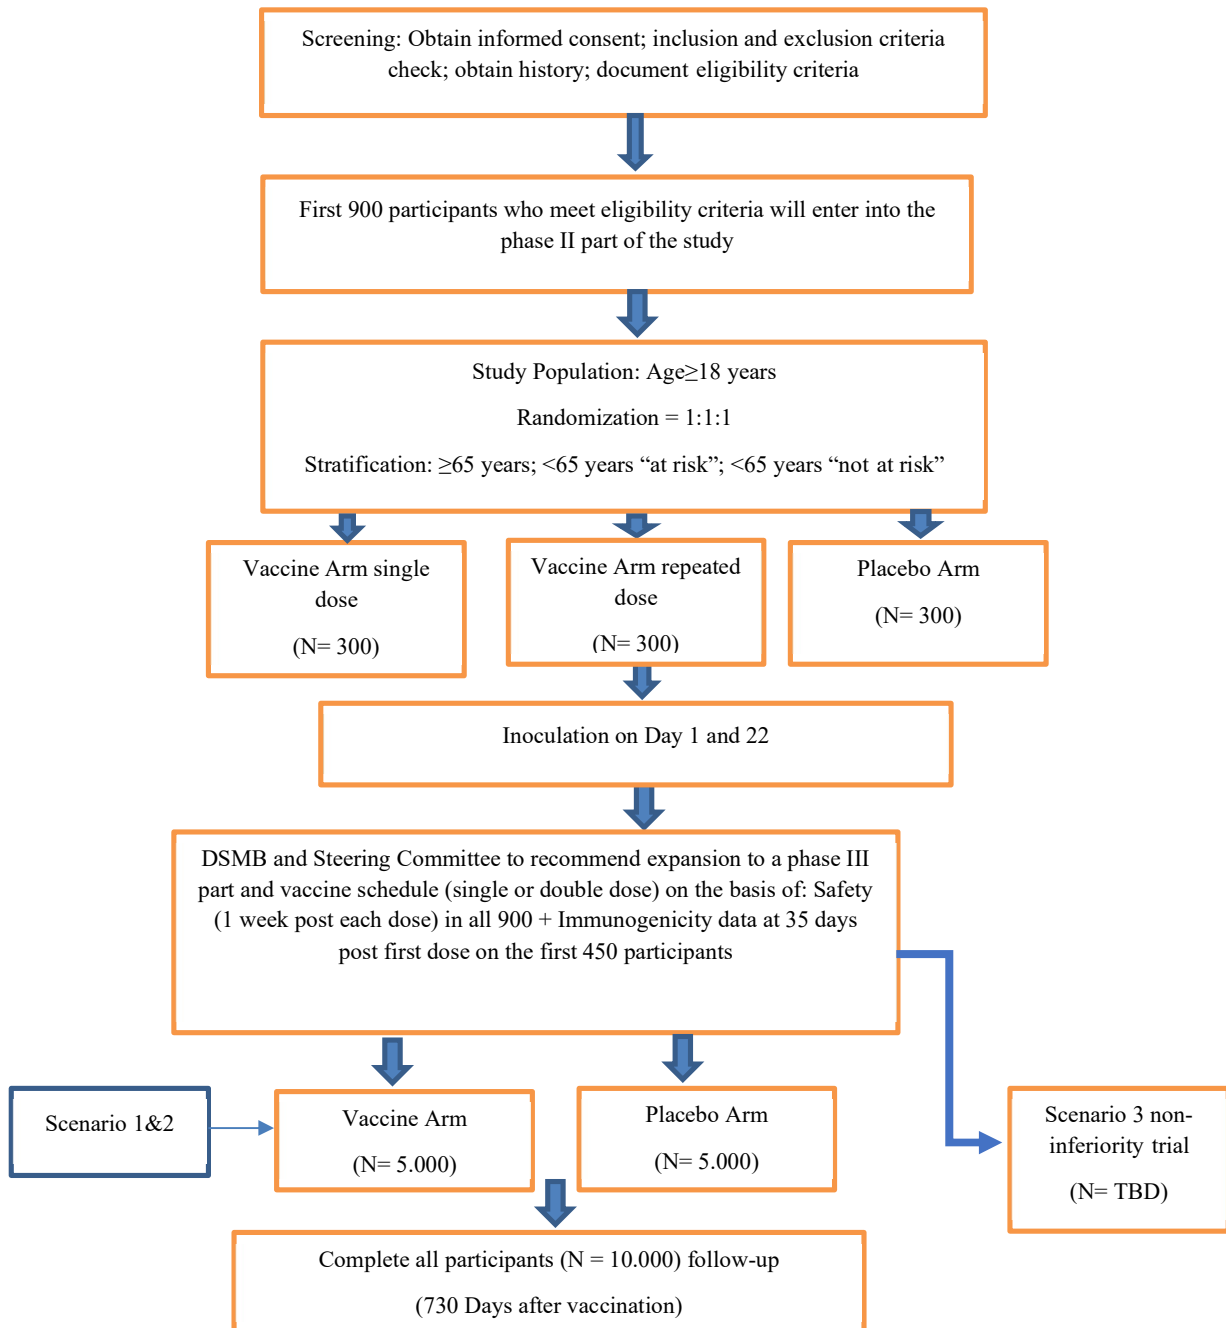 Screening: Obtain informed consent; inclusion and exclusion criteria
check; obtain history; document eligibility criteria
First 900 participants who meet eligibility criteria will enter into the
phase II part of the study
Study Population: Age≥18 years
Randomization = 1:1:1
Stratification: ≥65 years; <65 years “at risk”; <65 years “not at risk”
Vaccine Arm single
dose
(N= 300)
Vaccine Arm repeated
dose
(N= 300)
Placebo Arm
(N= 300)
Inoculation on Day 1 and 22
DSMB and Steering Committee to recommend expansion to a phase III
part and vaccine schedule (single or double dose) on the basis of: Safety
(1 week post each dose) in all 900 + Immunogenicity data at 35 days
post first dose on the first 450 participants
Scenario 1&2
Vaccine Arm
(N= 5.000)
Placebo Arm
(N= 5.000)
Scenario 3 non-
inferiority trial
(N= TBD)
Complete all participants (N = 10.000) follow-up
(730 Days after vaccination)